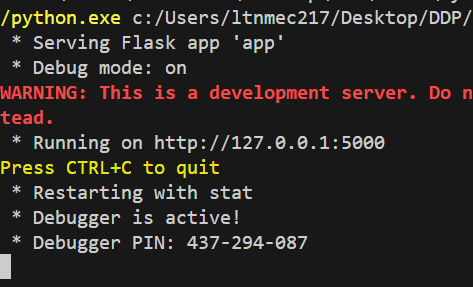 /python.exe c:/Users/ltnmec217/Desktop/DDP/
* Serving Flask app 'app'
* Debug mode: on
WARNING: This is a development server. Do n
tead.
* Running on http://127.0.0.1:5000
Press CTRL+C to quit
* Restarting with stat
* Debugger is active!
* Debugger PIN: 437-294-087